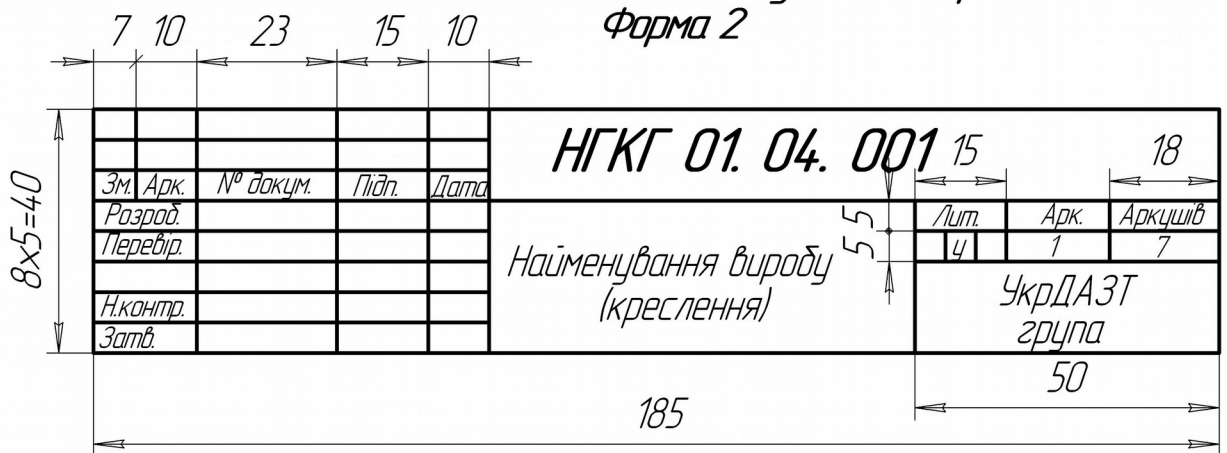 Форма 2
7 10 23 15 10
НГКГ 01. 04. 001
15 18
Зм. Арк. № докум. Підп. Дата
8х5=40
Розроб.
Перевір.
Н.контр.
Затв.
Найменування виробу
(креслення)
5 5
Лит. Арк. Аркушів
у 1 7
УкрДАЗТ
група
50
185